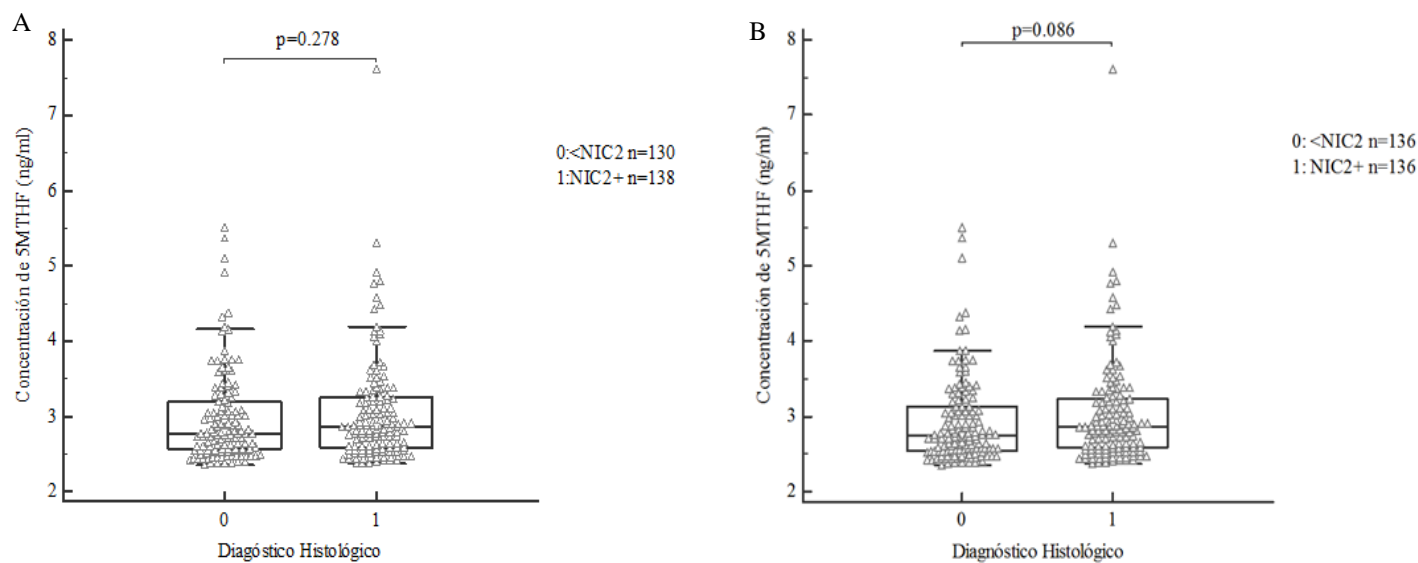 A
p=0.278
8
7
6
5
4
3
2
Concentración de 5MTHF (ng/ml)
0:<NIC2 n=130
1:NIC2+ n=138
0
1
Diagóstico Histológico
B
p=0.086
8
7
6
5
4
3
2
Concentración de 5MTHF (ng/ml)
0: <NIC2 n=136
1: NIC2+ n=136
0
1
Diagnóstico Histológico